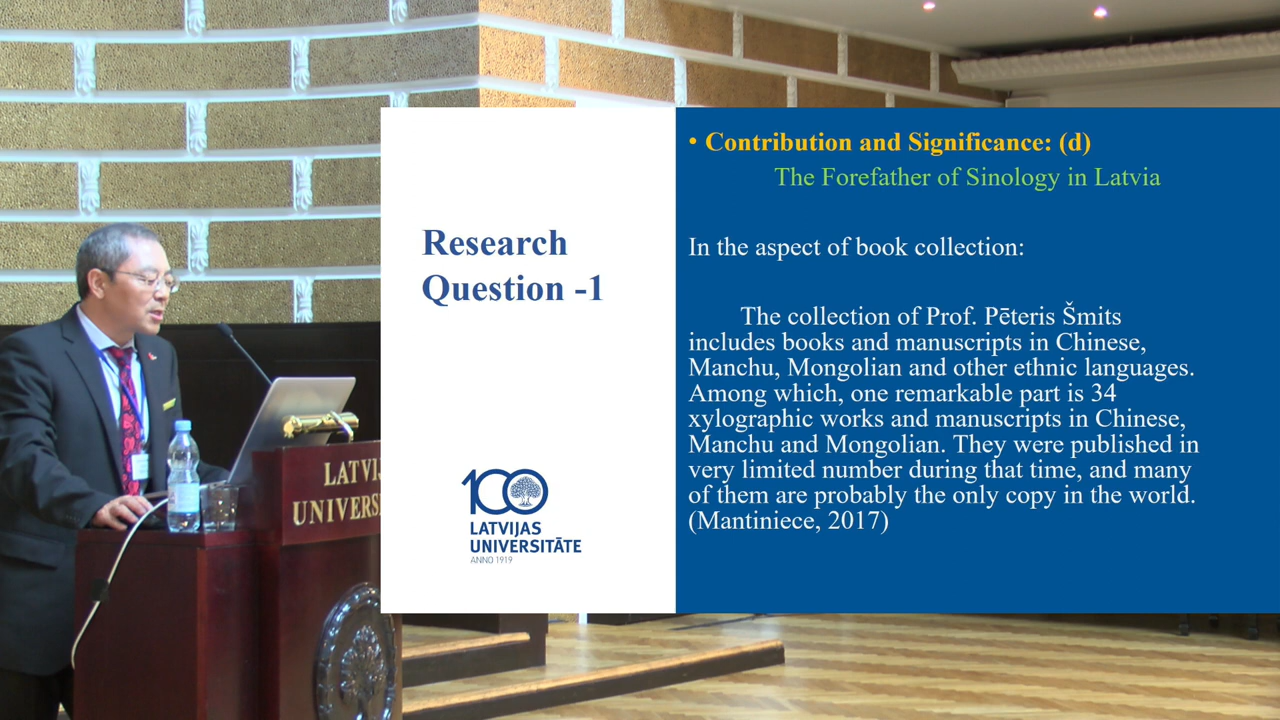 • Contribution and Significance: (d)
The Forefather of Sinology in Latvia
In the aspect of book collection:
Research
Question -1
The collection of Prof. Pēteris Šmits
includes books and manuscripts in Chinese,
Manchu, Mongolian and other ethnic languages.
Among which, one remarkable part is 34
xylographic works and manuscripts in Chinese,
Manchu and Mongolian. They were published in
very limited number during that time, and many
of them are probably the only copy in the world.
(Mantiniece, 2017)
100
LATVIJAS
UNIVERSITĀTE
ANNO 1919